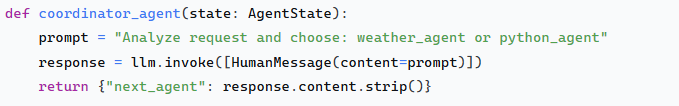 def coordinator_agent(state: AgentState):
    prompt = "Analyze request and choose: weather_agent or python_agent"
    response = llm.invoke([HumanMessage(content=prompt)])
    return {"next_agent": response.content.strip()}